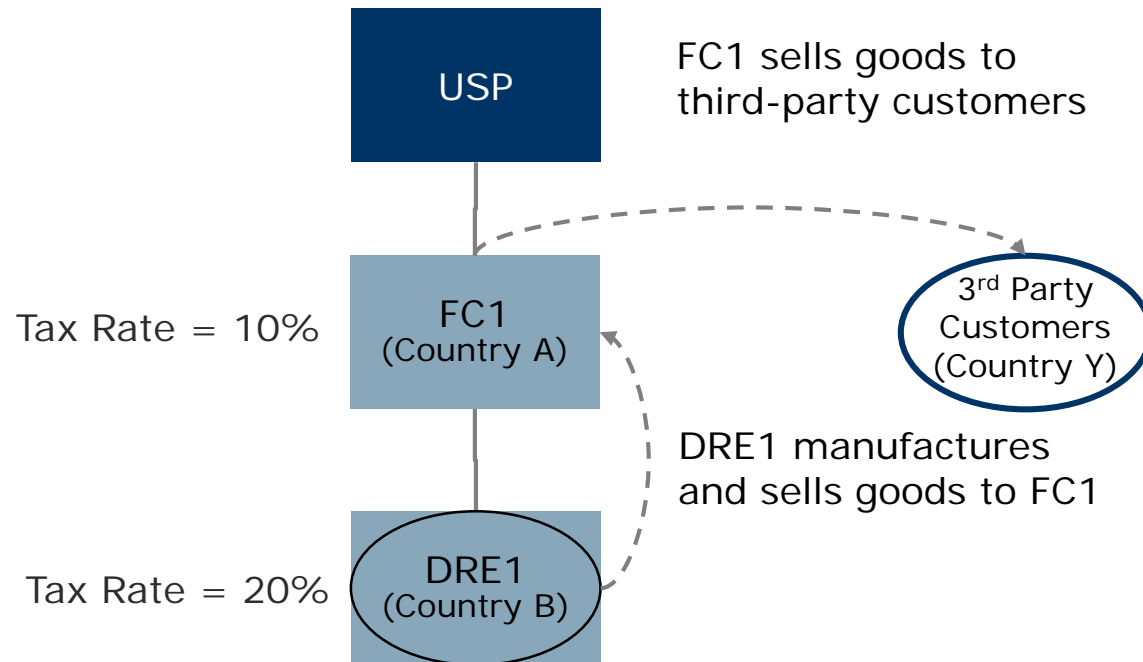 USP
FC1 sells goods to
third-party customers
Tax Rate = 10%
FC1
(Country A)
3rd Party
Customers
(Country Y)
DRE1 manufactures
and sells goods to FC1
Tax Rate = 20%
DRE1
(Country B)